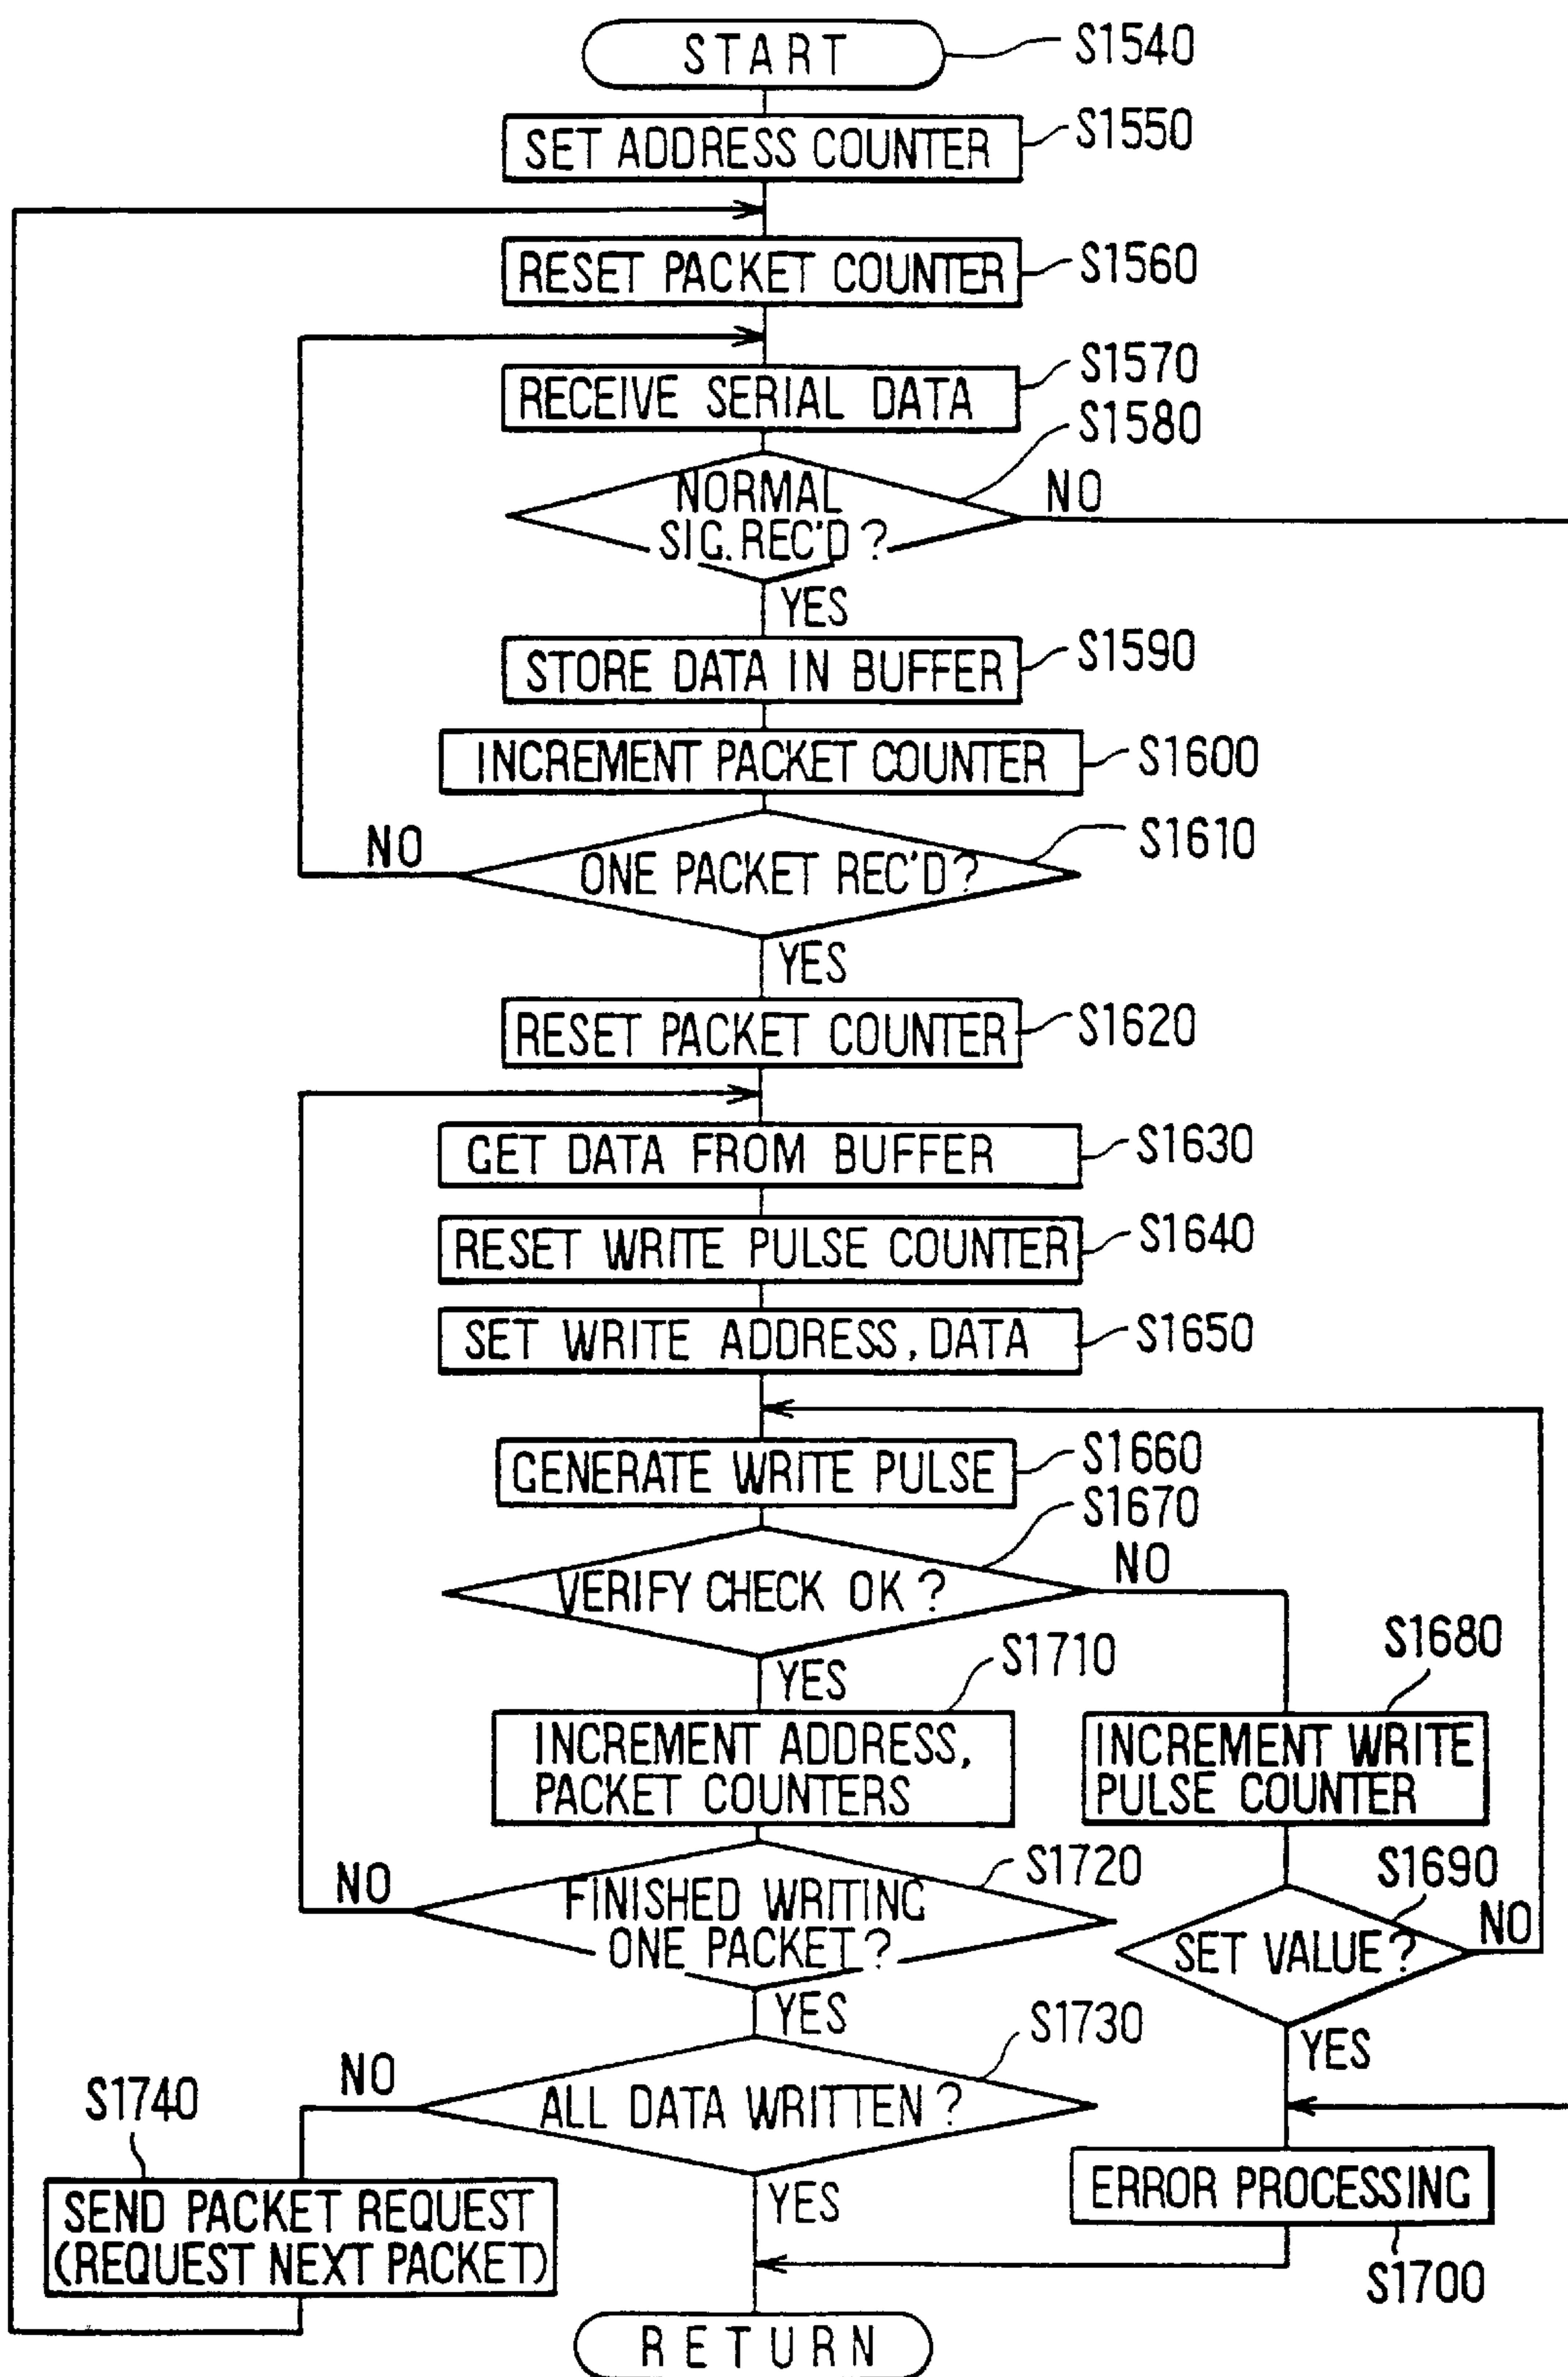 START
S1540
SET ADDRESS COUNTER
S1550
RESET PACKET COUNTER
S1560
RECEIVE SERIAL DATA
S1570
S1580
NORMAL
SIG. REC'D?
NO
YES
STORE DATA IN BUFFER
S1590
INCREMENT PACKET COUNTER
S1600
NO
ONE PACKET REC'D?
S1610
YES
RESET PACKET COUNTER
S1620
GET DATA FROM BUFFER
S1630
RESET WRITE PULSE COUNTER
S1640
SET WRITE ADDRESS, DATA
S1650
GENERATE WRITE PULSE
S1660
S1670
VERIFY CHECK OK?
NO
YES
S1710
S1680
INCREMENT ADDRESS,
PACKET COUNTERS
INCREMENT WRITE
PULSE COUNTER
NO
FINISHED WRITING
ONE PACKET?
S1720
S1690
SET VALUE?
NO
YES
YES
NO
ALL DATA WRITTEN?
S1730
S1740
SEND PACKET REQUEST
(REQUEST NEXT PACKET)
YES
ERROR PROCESSING
S1700
RETURN